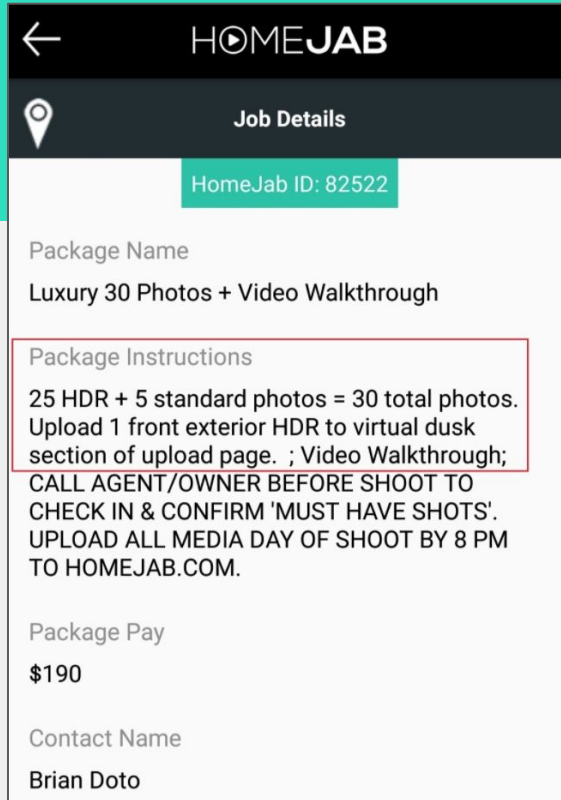 HOMEJAB
Job Details
HomeJab ID: 82522
Package Name
Luxury 30 Photos + Video Walkthrough
Package Instructions
25 HDR + 5 standard photos = 30 total photos.
Upload 1 front exterior HDR to virtual dusk
section of upload page.  ; Video Walkthrough;
CALL AGENT/OWNER BEFORE SHOOT TO
CHECK IN & CONFIRM 'MUST HAVE SHOTS'.
UPLOAD ALL MEDIA DAY OF SHOOT BY 8 PM
TO HOMEJAB.COM.
Package Pay
$190
Contact Name
Brian Doto